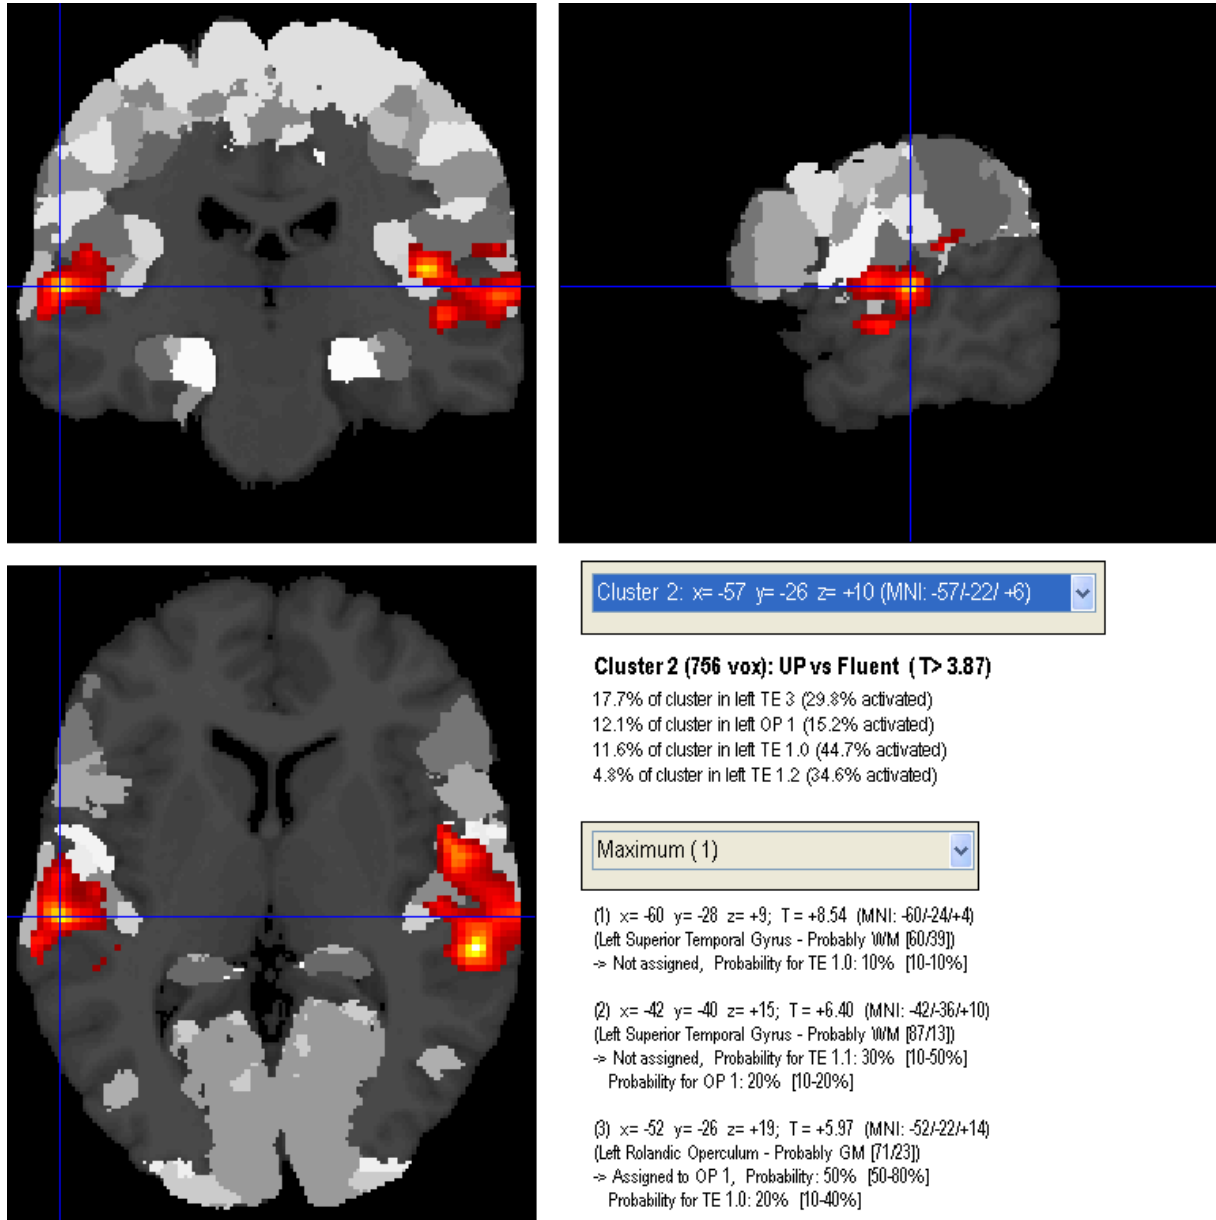 Cluster 2: x= -57 y= -26 z= +10 (MNI: -57/-22/ +6)
Cluster 2 (756 vox): UP vs Fluent ( T> 3.87)
17.7% of cluster in left TE 3 (29.8% activated)
12.1% of cluster in left OP 1 (15.2% activated)
11.6% of cluster in left TE 1.0 (44.7% activated)
4.8% of cluster in left TE 1.2 (34.6% activated)
Maximum ( 1)
(1) x= -60 y= -28 z= +9; T = +8.54 (MNI: -60/-24/+4)
(Left Superior Temporal Gyrus - Probably WM [60/39])
-> Not assigned, Probability for TE 1.0: 10% [10-10%]
(2) x= -42 y= -40 z= +15; T = +6.40 (MNI: -42/-36/+10)
(Left Superior Temporal Gyrus - Probably WM [87/13])
-> Not assigned, Probability for TE 1.1: 30% [10-50%]
Probability for OP 1: 20% [10-20%]
(3) x= -52 y= -26 z= +19; T = +5.97 (MNI: -52/-22/+14)
(Left Rolandic Operculum - Probably GM [71/23])
-> Assigned to OP 1, Probability: 50% [50-80%]
Probability for TE 1.0: 20% [10-40%]